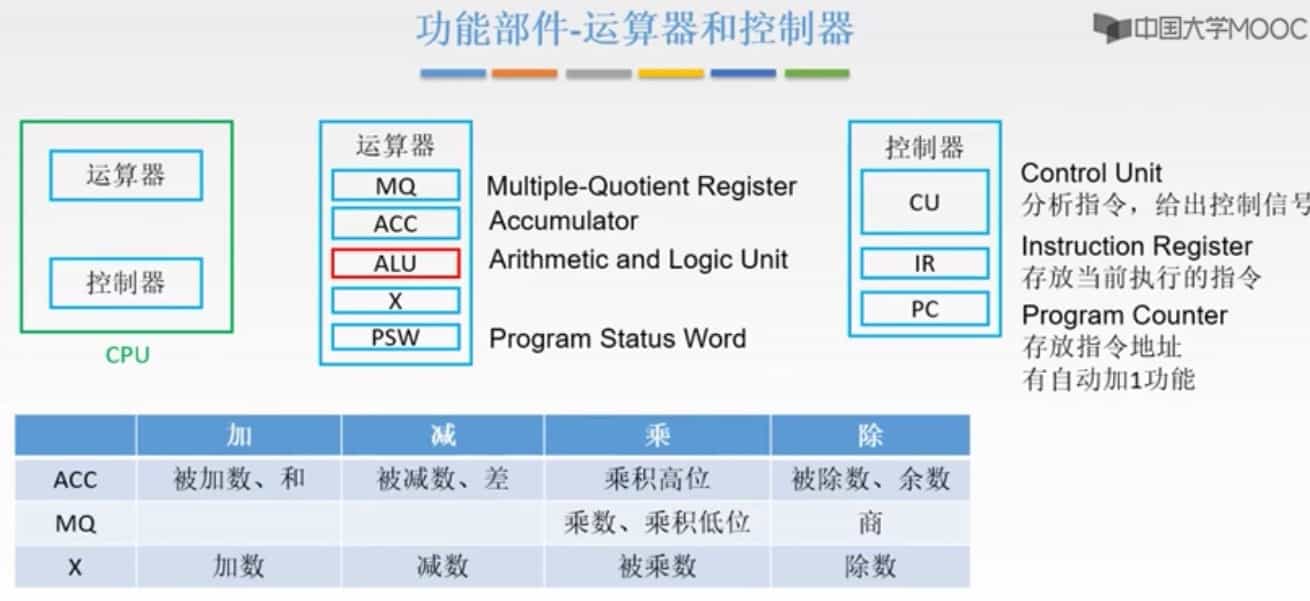 功能部件-运算器和控制器
中国大学MOOC
运算器
控制器
CPU
运算器
MQ
Multiple-Quotient Register
ACC
Accumulator
ALU
Arithmetic and Logic Unit
X
PSW
Program Status Word
控制器
CU
Control Unit
分析指令，给出控制信号
IR
Instruction Register
存放当前执行的指令
PC
Program Counter
存放指令地址
有自动加1功能
加 减 乘 除
ACC 被加数、和 被减数、差 乘积高位 被除数、余数
MQ 乘数、乘积低位 商
X 加数 减数 被乘数 除数